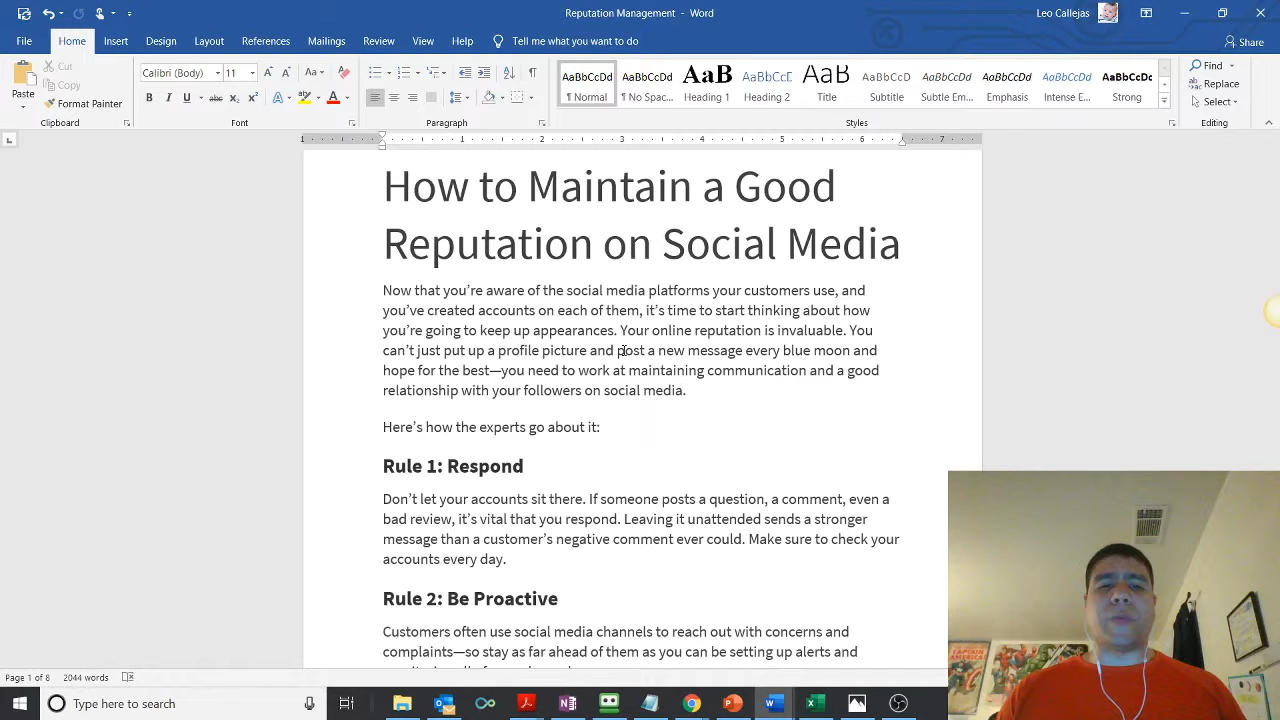 Reputation Management - Word
Leo Callejas
File Home Insert Design Layout References Mailings Review View Help Tell me what you want to do Share
Cut
Paste
Format Painter
Clipboard
Calibri (Body) 11
Font
Paragraph
AaBbCcDd AaBbCcDd AaB AaBbCcE AaB AaBbCcDd AaBbCcDd AaBbCcDd AaBbCcDd AaBbCcDc
¶ Normal ¶ No Spac... Heading 1 Heading 2 Title Subtitle Subtle Em... Emphasis Intense E... Strong
Styles
Find
Replace
Select
Editing
1 1 2 3 4 5 6 7
How to Maintain a Good
Reputation on Social Media
Now that you’re aware of the social media platforms your customers use, and
you’ve created accounts on each of them, it’s time to start thinking about how
you’re going to keep up appearances. Your online reputation is invaluable. You
can’t just put up a profile picture and post a new message every blue moon and
hope for the best—you need to work at maintaining communication and a good
relationship with your followers on social media.
Here’s how the experts go about it:
Rule 1: Respond
Don’t let your accounts sit there. If someone posts a question, a comment, even a
bad review, it’s vital that you respond. Leaving it unattended sends a stronger
message than a customer’s negative comment ever could. Make sure to check your
accounts every day.
Rule 2: Be Proactive
Customers often use social media channels to reach out with concerns and
complaints—so stay as far ahead of them as you can be setting up alerts and
CAPTAIN
Page 1 of 8 2044 words
Type here to search